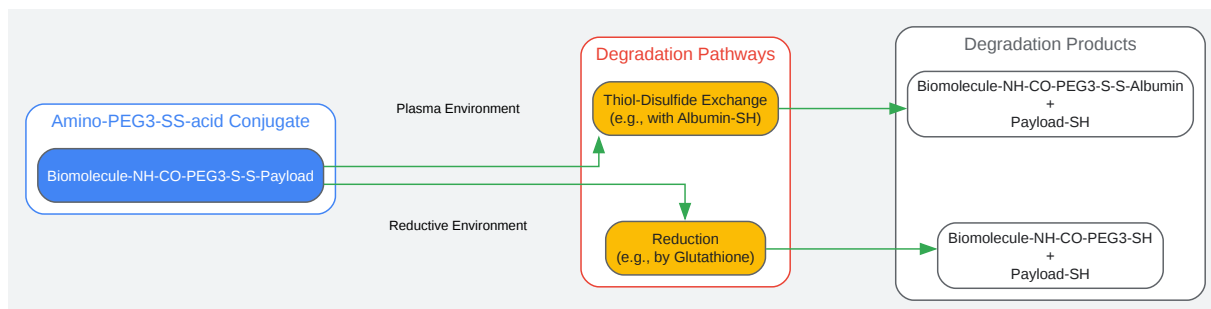 Amino-PEG3-SS-acid Conjugate
Biomolecule-NH-CO-PEG3-S-S-Payload
Plasma Environment
Reductive Environment
Degradation Pathways
Thiol-Disulfide Exchange
(e.g., with Albumin-SH)
Reduction
(e.g., by Glutathione)
Degradation Products
Biomolecule-NH-CO-PEG3-S-S-Albumin
+
Payload-SH
Biomolecule-NH-CO-PEG3-SH
+
Payload-SH